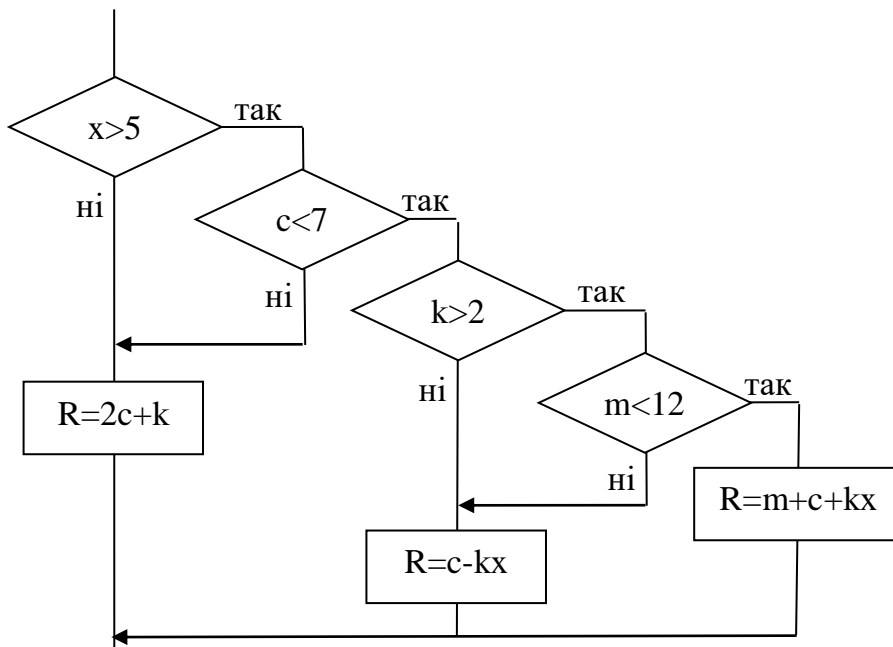 x>5
так
ні
c<7
так
ні
k>2
так
ні
m<12
так
ні
R=2c+k
R=m+c+kx
R=c-kx